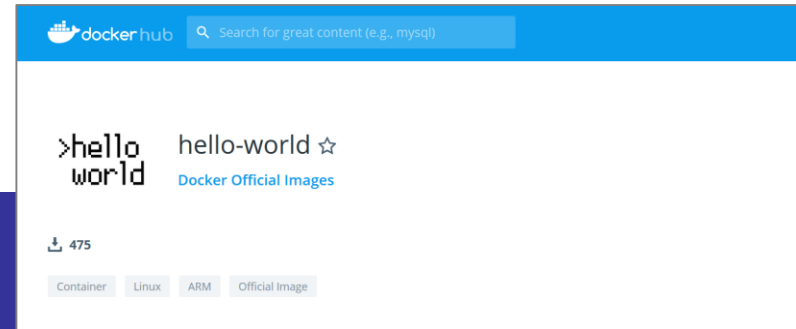 docker hub Search for great content (e.g., mysql)
>hello
world
hello-world
Docker Official Images
475
Container Linux ARM Official Image